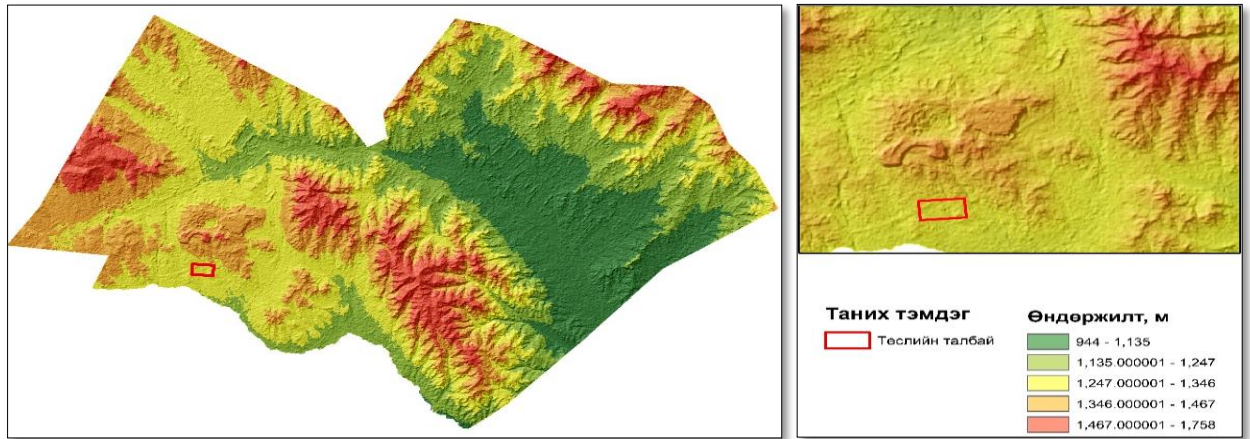 Таних тэмдэг
Төслийн талбай
Өндөржилт, м
944 - 1,135
1,135.000001 - 1,247
1,247.000001 - 1,346
1,346.000001 - 1,467
1,467.000001 - 1,758